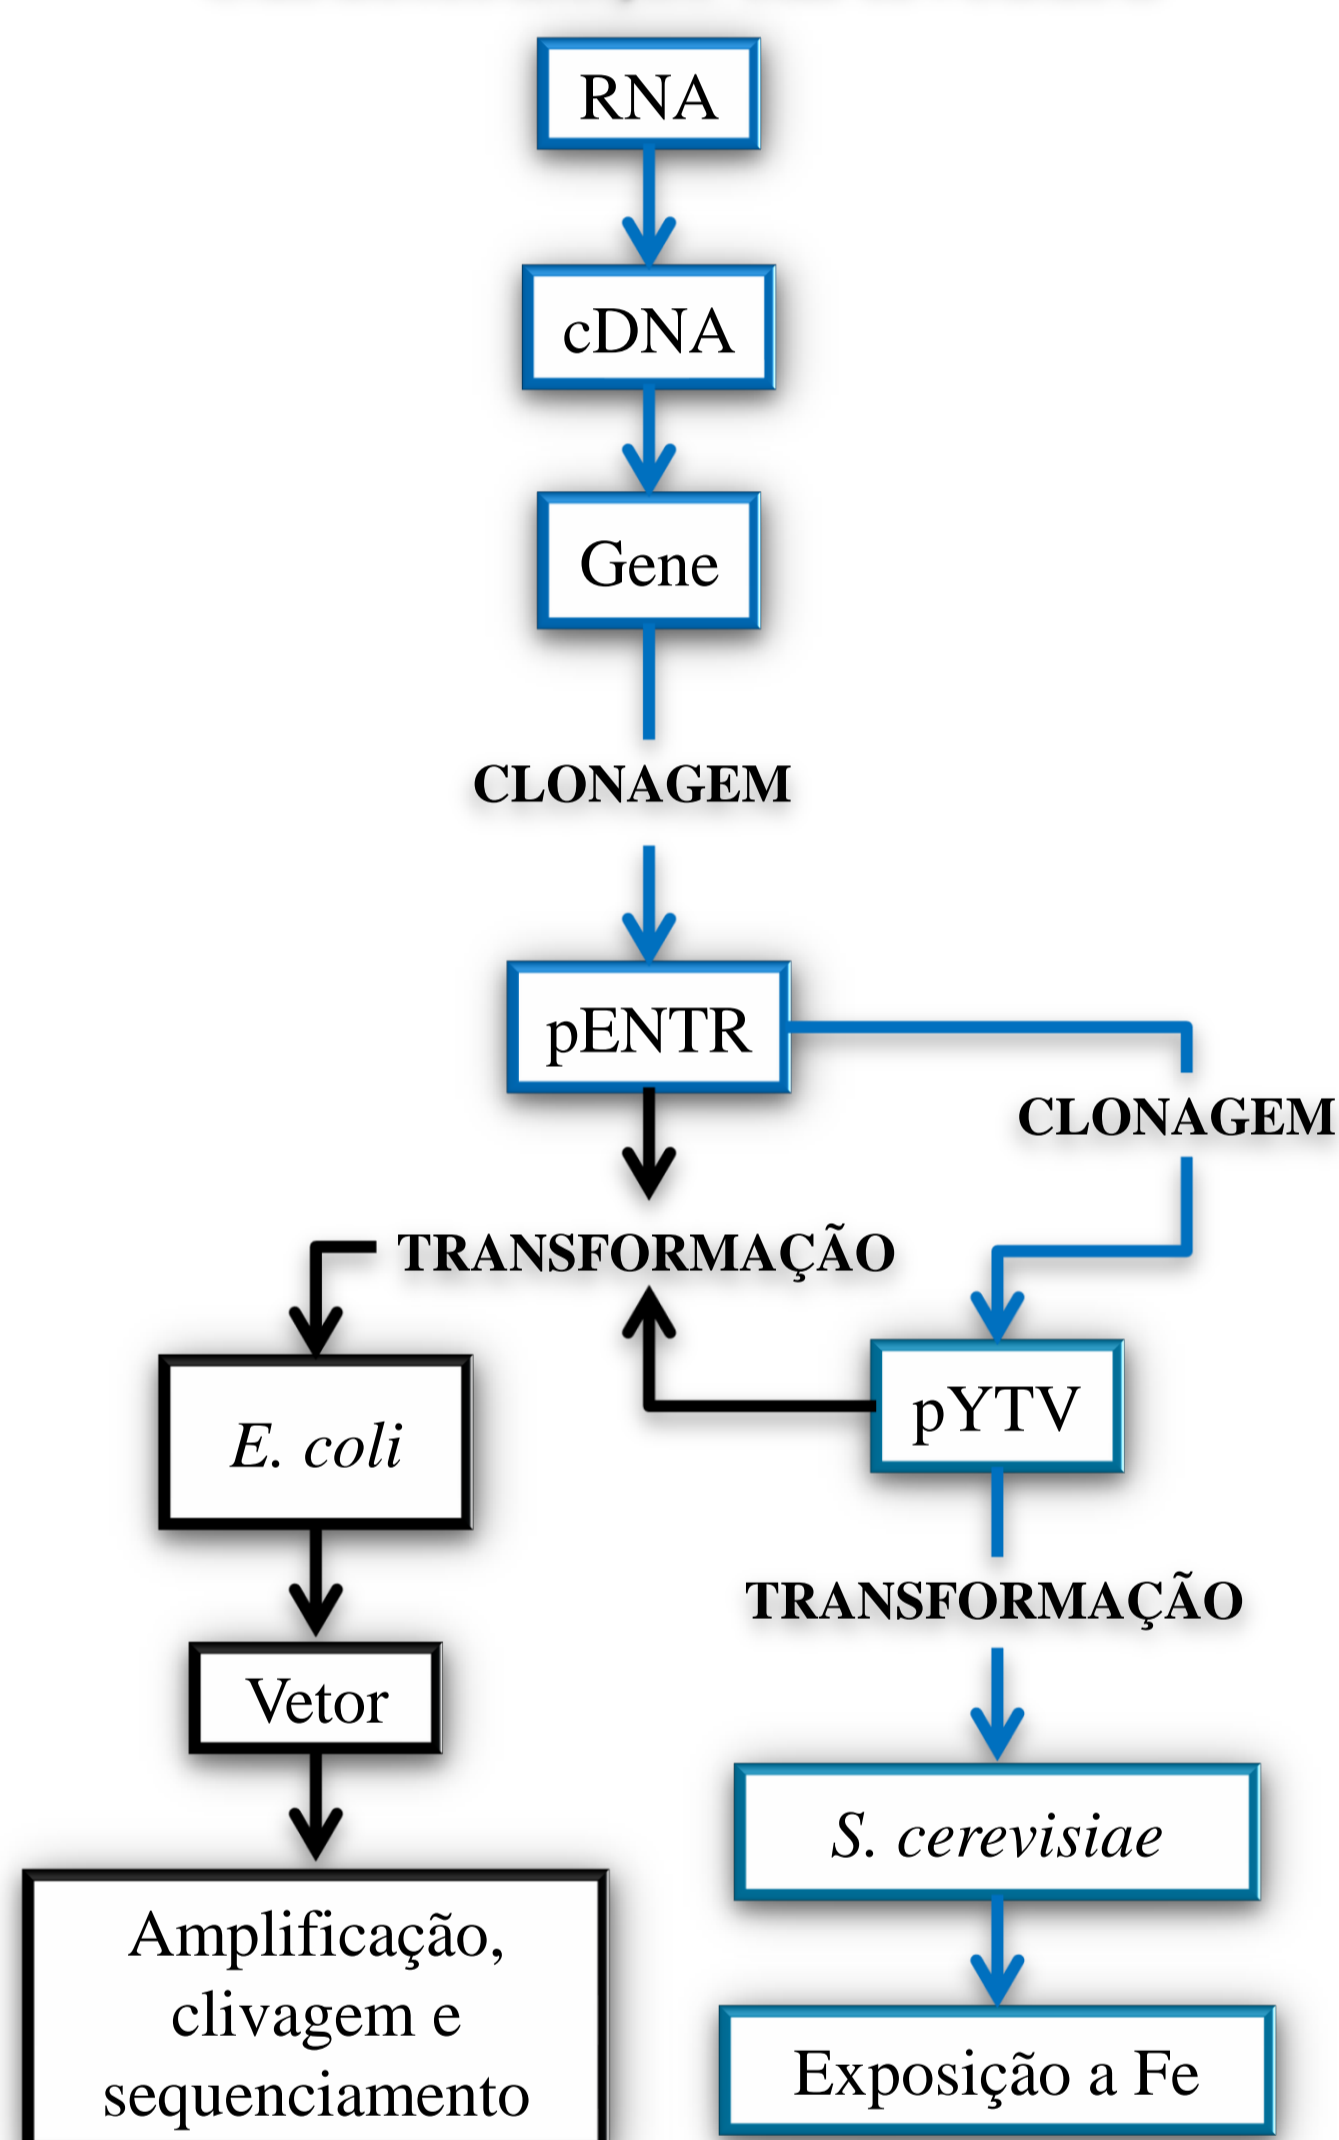 RNA
cDNA
Gene
CLONAGEM
pENTR
CLONAGEM
TRANSFORMAÇÃO
E. coli
pYTV
TRANSFORMAÇÃO
Vetor
S. cerevisiae
Amplificação,
clivagem e
sequenciamento
Exposição a Fe